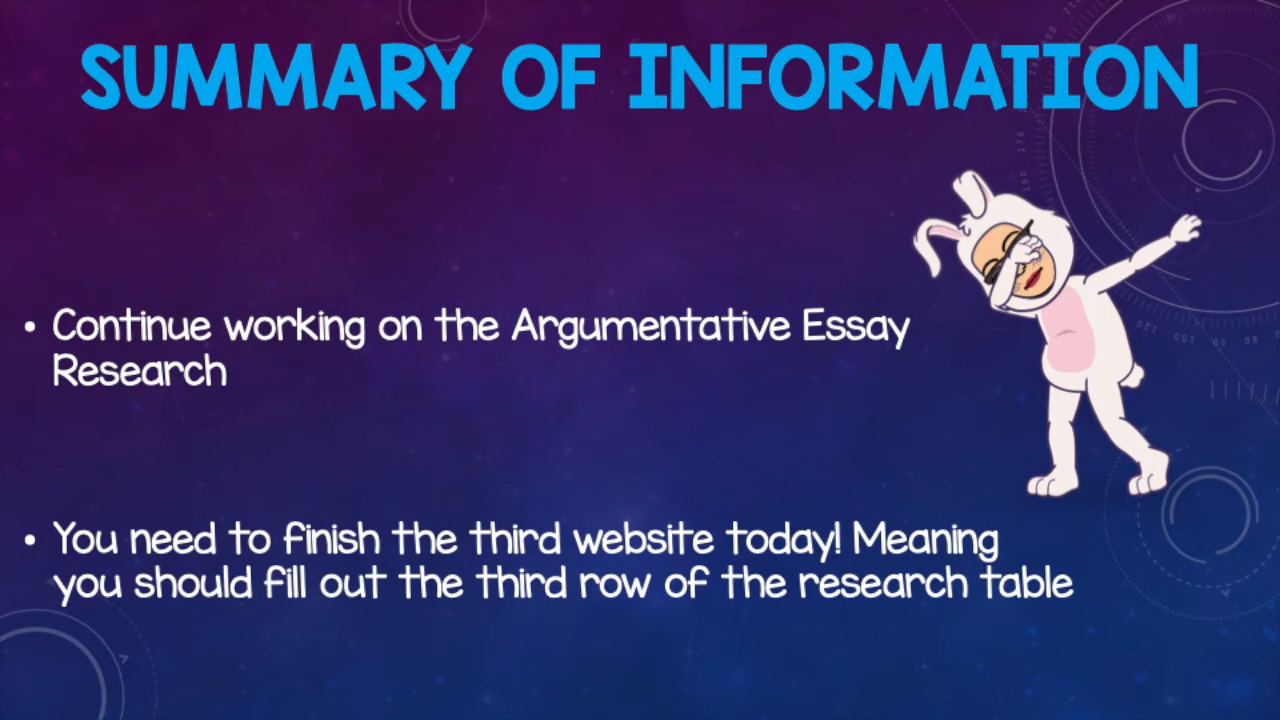 SUMMARY OF INFORMATION
• Continue working on the Argumentative Essay
Research
• You need to finish the third website today! Meaning
you should fill out the third row of the research table